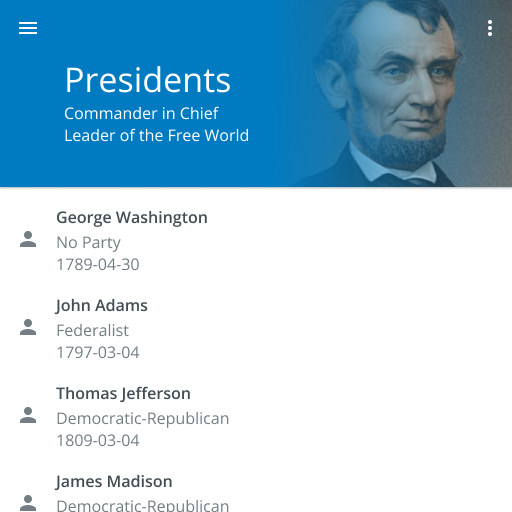 Presidents
Commander in Chief
Leader of the Free World
George Washington
No Party
1789-04-30
John Adams
Federalist
1797-03-04
Thomas Jefferson
Democratic-Republican
1809-03-04
James Madison
Democratic-Republican